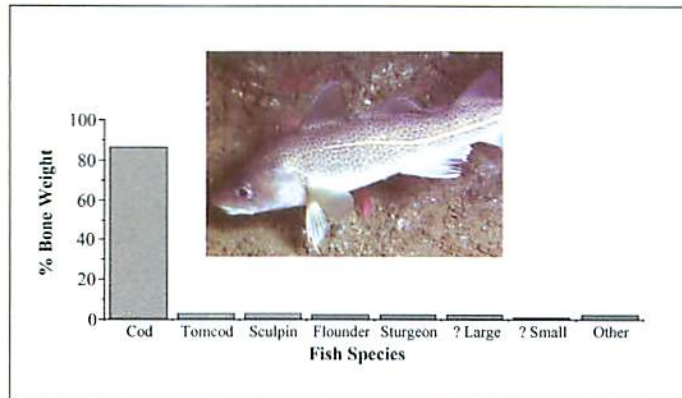 100
80
60
40
20
0
% Bone Weight
Cod Tomcod Sculpin Flounder Sturgeon ? Large ? Small Other
Fish Species